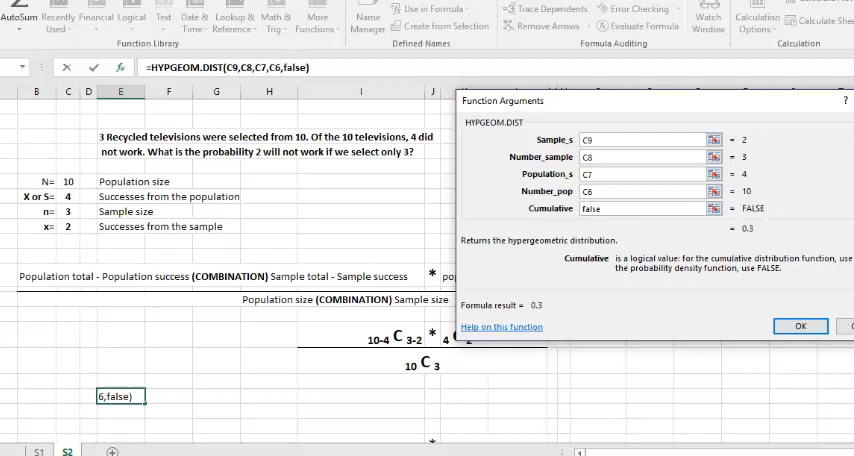 AutoSum Recently Financial Logical Text Date & Lookup & Math & More Name Use in Formula Trace Dependents Error Checking Watch Calculation
Used Time Reference Trig Functions Manager Create from Selection Remove Arrows Evaluate Formula Window Options Calculate Shee
Function Library Defined Names Formula Auditing Calculation
fx =HYPGEOM.DIST(C9,C8,C7,C6,false)
B C D E F G H I J
Function Arguments ?
HYPGEOM.DIST
Sample_s C9 = 2
Number_sample C8 = 3
Population_s C7 = 4
Number_pop C6 = 10
Cumulative false = FALSE
= 0.3
Returns the hypergeometric distribution.
Cumulative is a logical value: for the cumulative distribution function, use
the probability density function, use FALSE.
Formula result = 0.3
Help on this function OK
3 Recycled televisions were selected from 10. Of the 10 televisions, 4 did
not work. What is the probability 2 will not work if we select only 3?
N= 10 Population size
X or S= 4 Successes from the population
n= 3 Sample size
x= 2 Successes from the sample
Population total - Population success (COMBINATION) Sample total - Sample success * po
Population size (COMBINATION) Sample size
10-4 C 3-2 * 4
10 C 3
6,false)
*
S1 S2